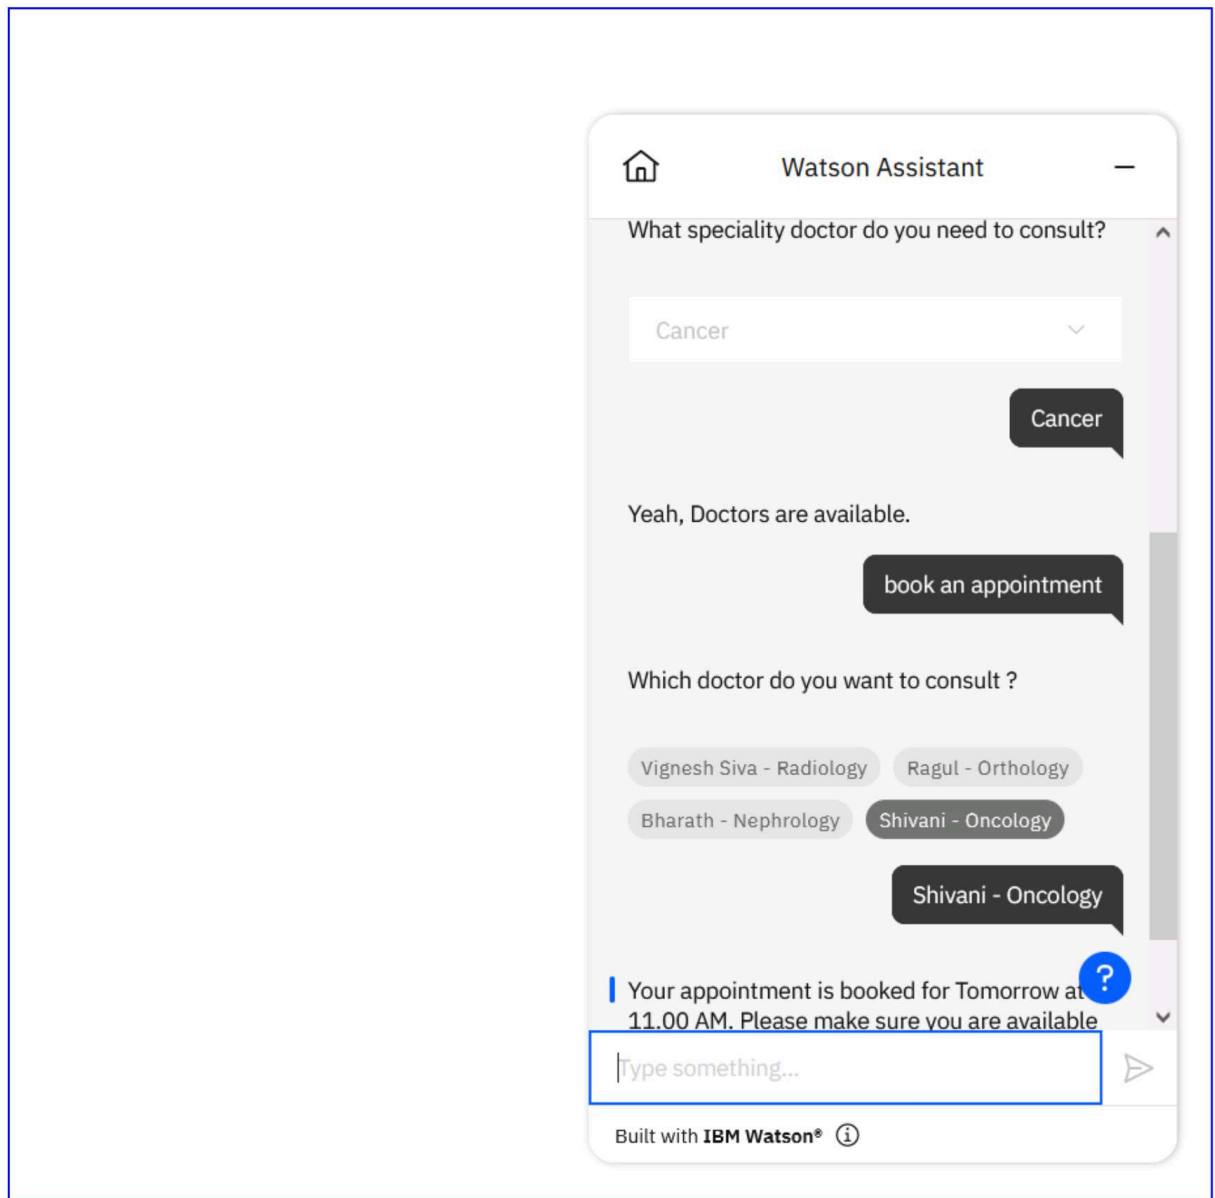 Watson Assistant
What speciality doctor do you need to consult?
Cancer
Cancer
Yeah, Doctors are available.
book an appointment
Which doctor do you want to consult ?
Vignesh Siva - Radiology
Ragul - Orthology
Bharath - Nephrology
Shivani - Oncology
Shivani - Oncology
?
Your appointment is booked for Tomorrow at
11.00 AM. Please make sure you are available
Type something...
Built with IBM Watson®